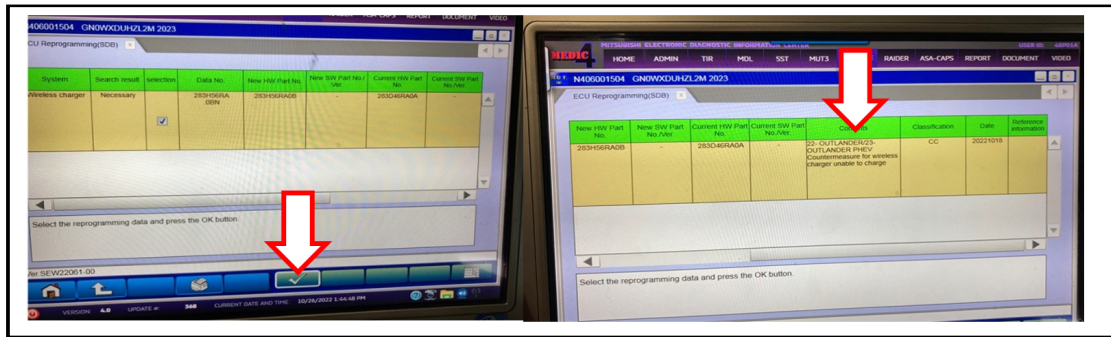 REPORT DOCUMENT VIDEO
406001504 GN0WXDUHZL2M 2023
ECU Reprogramming(SDB)
System
Search result
selection
Data No.
New HW Part No.
New SW Part No./Ver.
Current HW Part No.
Current SW Part No./Ver.
Wireless charger
Necessary
283H56RA0BN
283H56RA0B
-
283D46RA0A
-
Select the reprogramming data and press the OK button.
Ver.SEW22061-00
VERSION: 4.0 UPDATE #: 368 CURRENT DATE AND TIME: 10/26/2022 1:44:48 PM
MEDIC 4
MITSUBISHI ELECTRONIC DIAGNOSTIC INFORMATION CENTER
USER ID:
HOME ADMIN TIR MDL SST MUT3 RAIDER ASA-CAPS REPORT DOCUMENT VIDEO
N406001504 GN0WXDUHZL2M 2023
ECU Reprogramming(SDB)
New HW Part No.
New SW Part No./Ver.
Current HW Part No.
Current SW Part No./Ver.
Classification
Date
Reference information
283H56RA0B
-
283D46RA0A
-
22- OUTLANDER/23-
OUTLANDER PHEV
Countermeasure for wireless
charger unable to charge
CC
20221018
Select the reprogramming data and press the OK button.